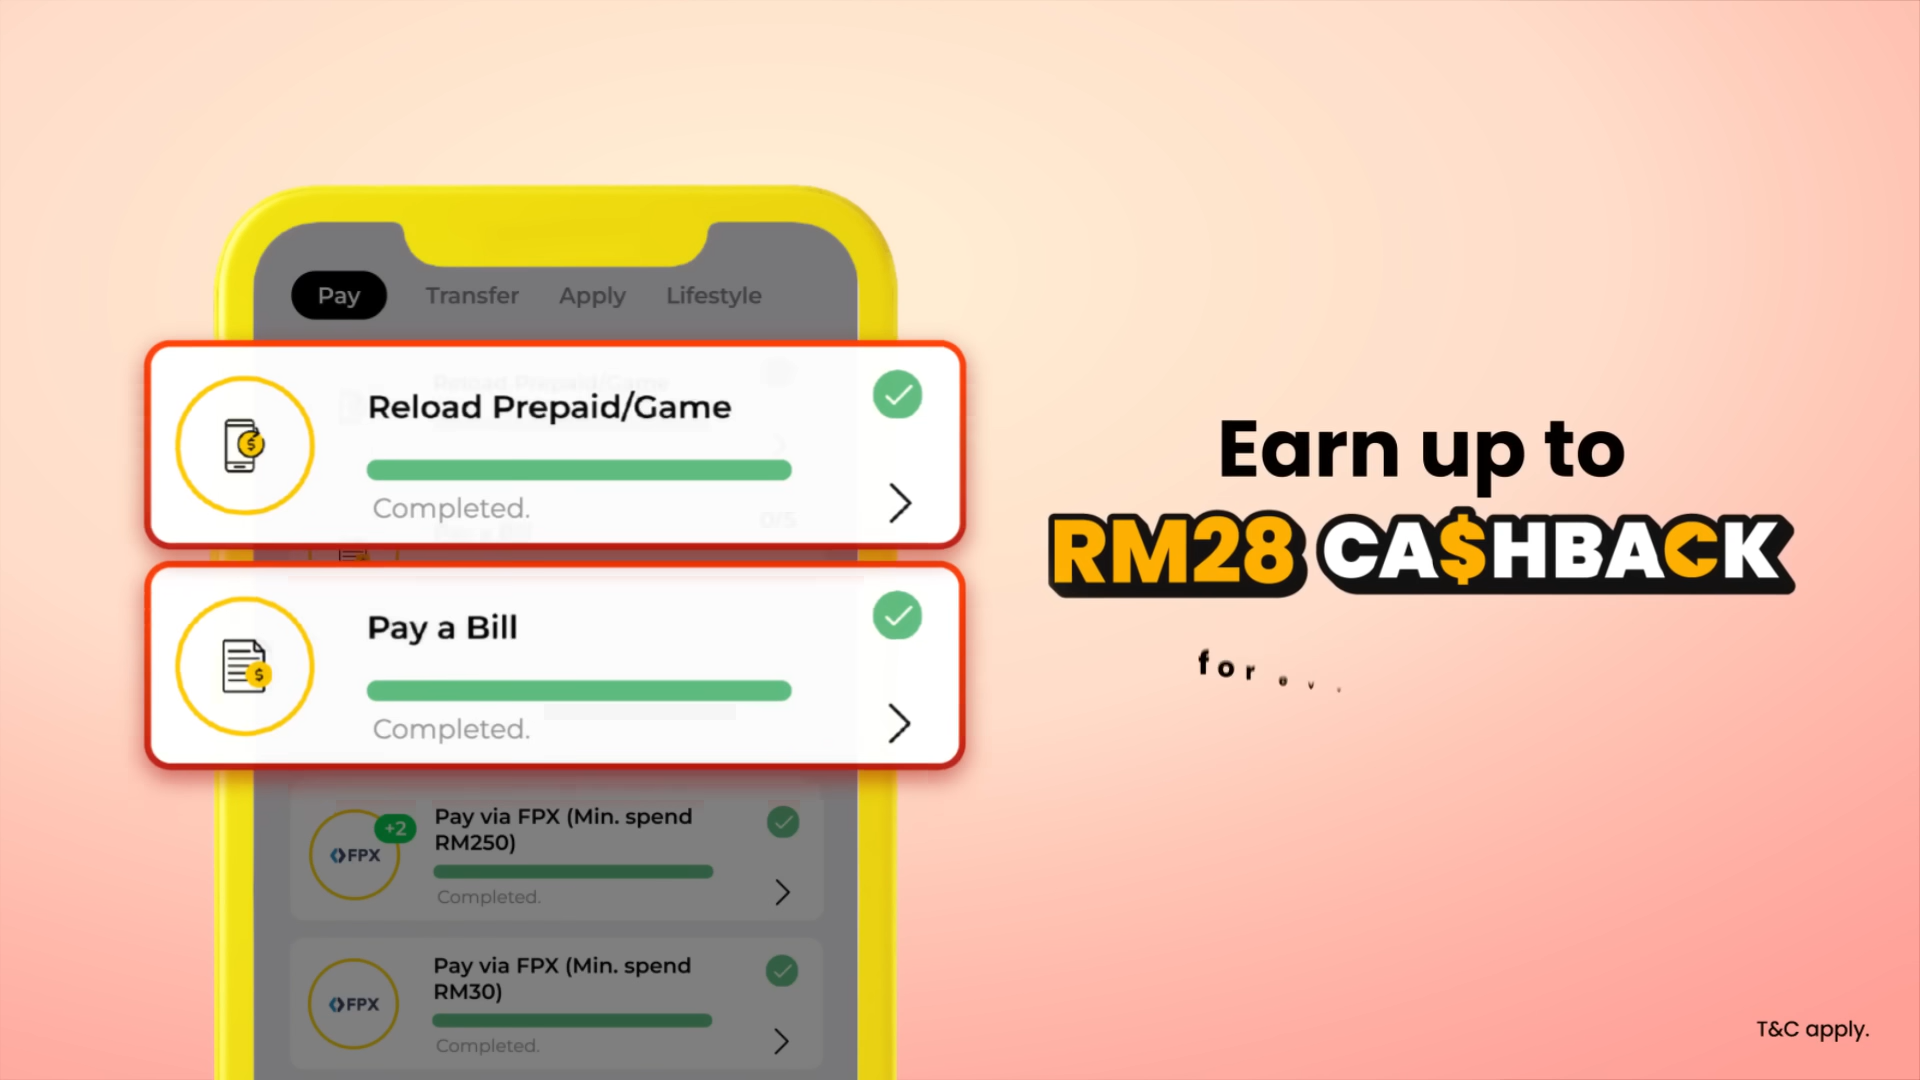 Pay Transfer Apply Lifestyle
Reload Prepaid/Game
Completed.
Pay a Bill
Completed.
+2
FPX
Pay via FPX (Min. spend
RM250)
Completed.
FPX
Pay via FPX (Min. spend
RM30)
Completed.
Earn up to
RM28 CA$HBACK
for
T&C apply.